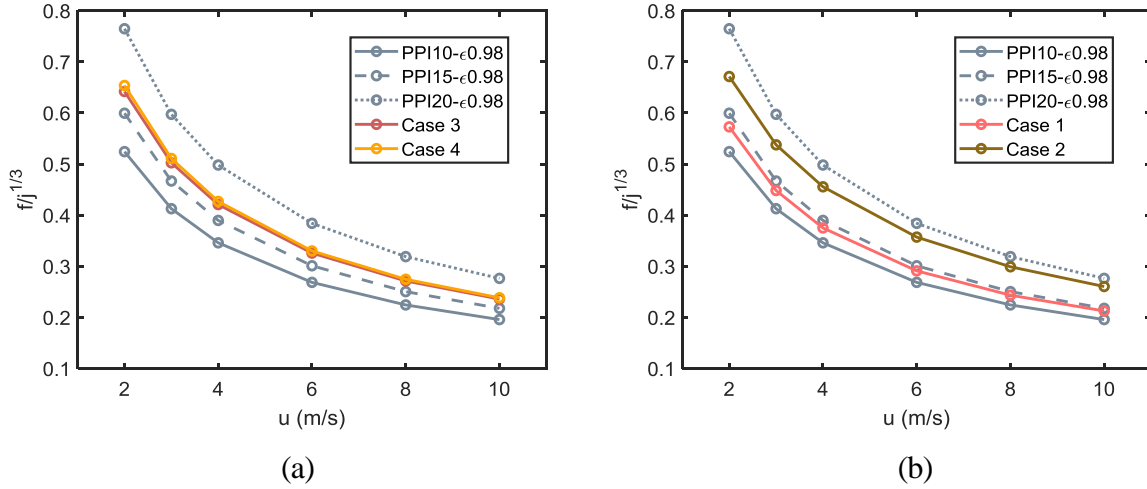 0.8
0.7
0.6
0.5
0.4
0.3
0.2
0.1
f/j^{1/3}
2 4 6 8 10
u (m/s)
PPI10-ϵ0.98
PPI15-ϵ0.98
PPI20-ϵ0.98
Case 3
Case 4
(a)
0.8
0.7
0.6
0.5
0.4
0.3
0.2
0.1
f/j^{1/3}
2 4 6 8 10
u (m/s)
PPI10-ϵ0.98
PPI15-ϵ0.98
PPI20-ϵ0.98
Case 1
Case 2
(b)